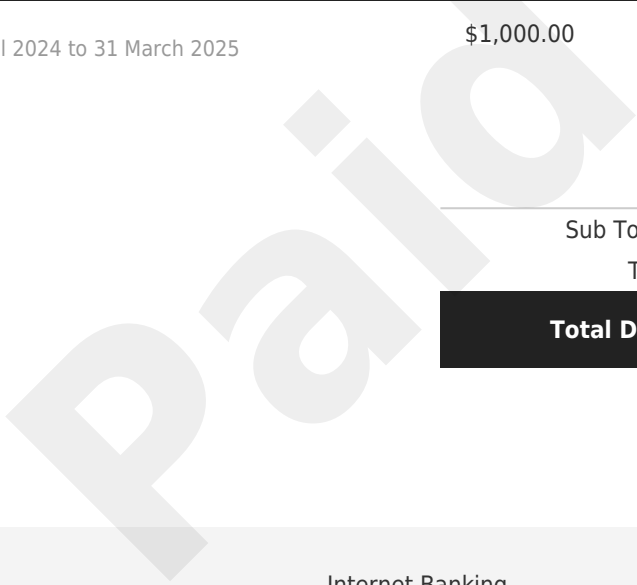 $1,000.00
l 2024 to 31 March 2025
Sub To
T
Total D
Internet Banking
Paid